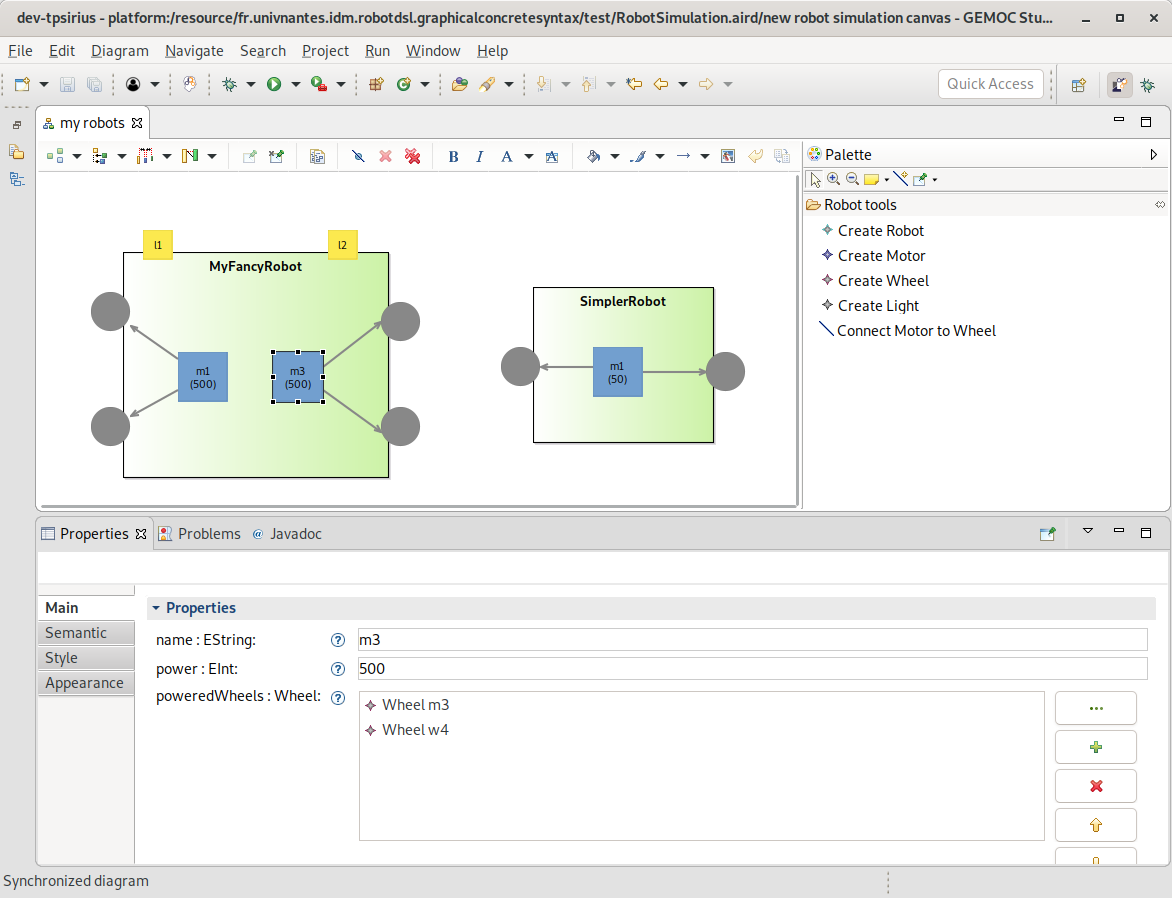 dev-tpsirius - platform:/resource/fr.univnantes.idm.robotdsl.graphicalconcretesyntax/test/RobotSimulation.aird/new robot simulation canvas - GEMOC Stu...
File Edit Diagram Navigate Search Project Run Window Help
Quick Access
my robots
B I A A
Palette
Robot tools
Create Robot
Create Motor
Create Wheel
Create Light
Connect Motor to Wheel
l1
l2
MyFancyRobot
m1
(500)
m3
(500)
SimplerRobot
m1
(50)
Properties Problems @ Javadoc
Main
Semantic
Style
Appearance
Properties
name : EString: ? m3
power : EInt: ? 500
poweredWheels : Wheel: ?
Wheel m3
Wheel w4
...
Synchronized diagram